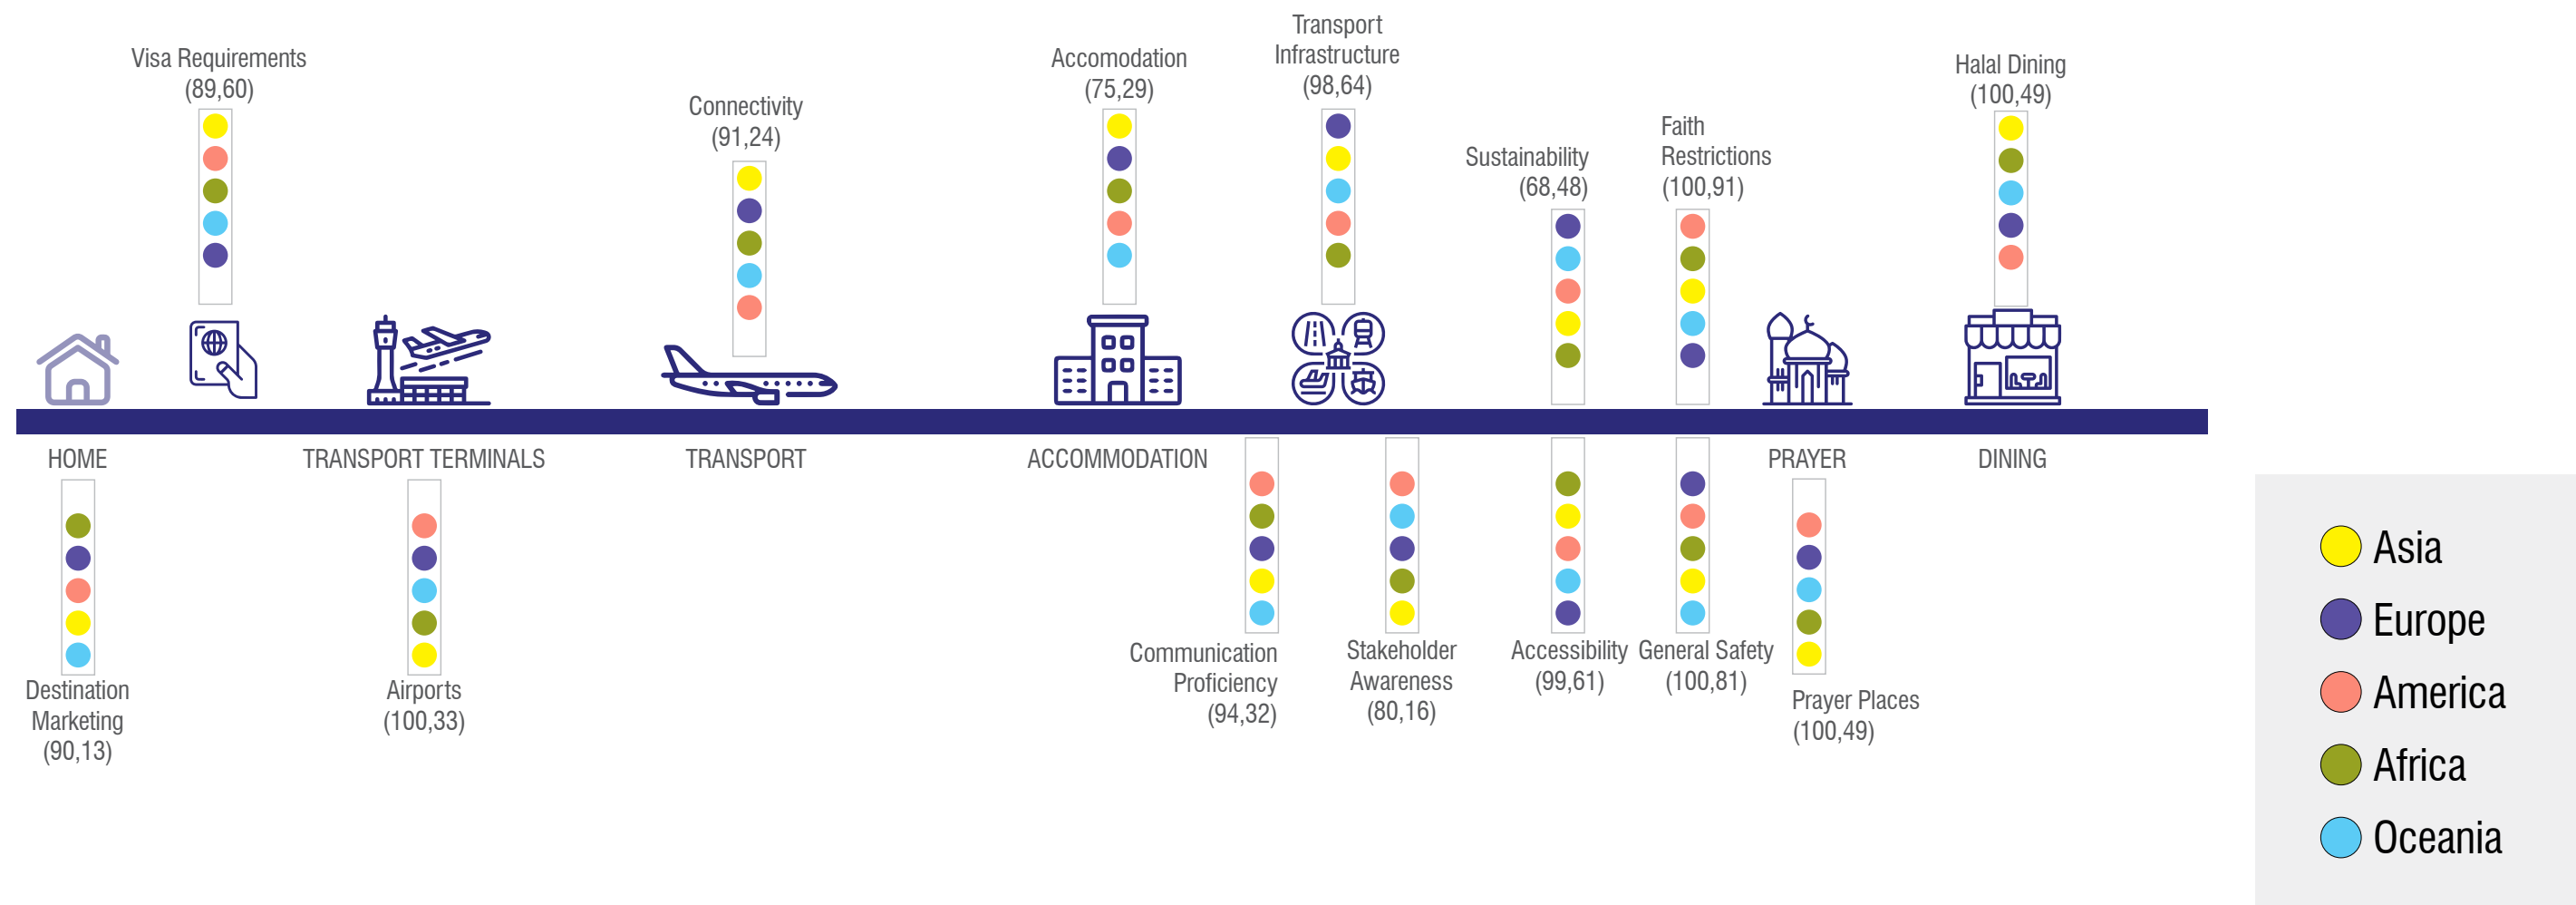 Visa Requirements
(89,60)
Connectivity
(91,24)
Accomodation
(75,29)
Transport
Infrastructure
(98,64)
Sustainability
(68,48)
Faith
Restrictions
(100,91)
Halal Dining
(100,49)
HOME
TRANSPORT TERMINALS
TRANSPORT
ACCOMMODATION
PRAYER
DINING
Destination
Marketing
(90,13)
Airports
(100,33)
Communication
Proficiency
(94,32)
Stakeholder
Awareness
(80,16)
Accessibility
(99,61)
General Safety
(100,81)
Prayer Places
(100,49)
Asia
Europe
America
Africa
Oceania